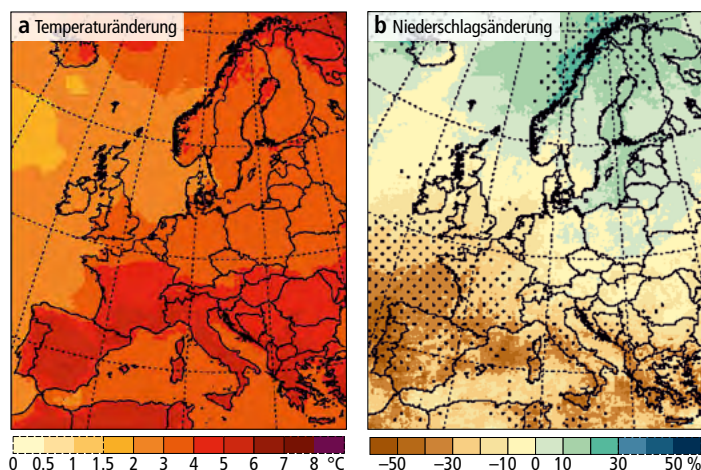 a Temperaturänderung
b Niederschlagsänderung
0 0.5 1 1.5 2 3 4 5 6 7 8 °C
−50 −30 −10 0 10 30 50 %